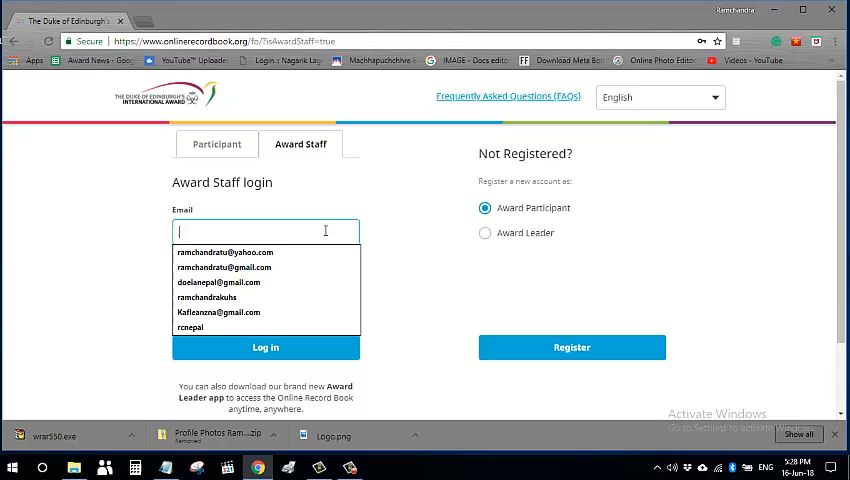 Ramchandra
The Duke of Edinburgh's
Secure
https://www.onlinerecordbook.org/fo/?isAwardStaff=true
Apps
Award News - Goog
YouTube™ Uploader
Login :: Nagarik Lag
Machhapuchchhre
IMAGE - Docs editor
FF
Download Meta Bol
Online Photo Editor
Videos - YouTube
THE DUKE OF EDINBURGH'S
INTERNATIONAL AWARD
Frequently Asked Questions (FAQs)
English
Participant
Award Staff
Award Staff login
Email
ramchandratu@yahoo.com
ramchandratu@gmail.com
doeianepal@gmail.com
ramchandrakuhs
Kafleanzna@gmail.com
rcnepal
Log in
You can also download our brand new Award
Leader app to access the Online Record Book
anytime, anywhere.
Not Registered?
Register a new account as:
Award Participant
Award Leader
Register
Activate Windows
Go to Settings to activate Windows.
wrar550.exe
Profile Photos Ram....zip
Removed
Logo.png
Show all
ENG
5:28 PM
16-Jun-18